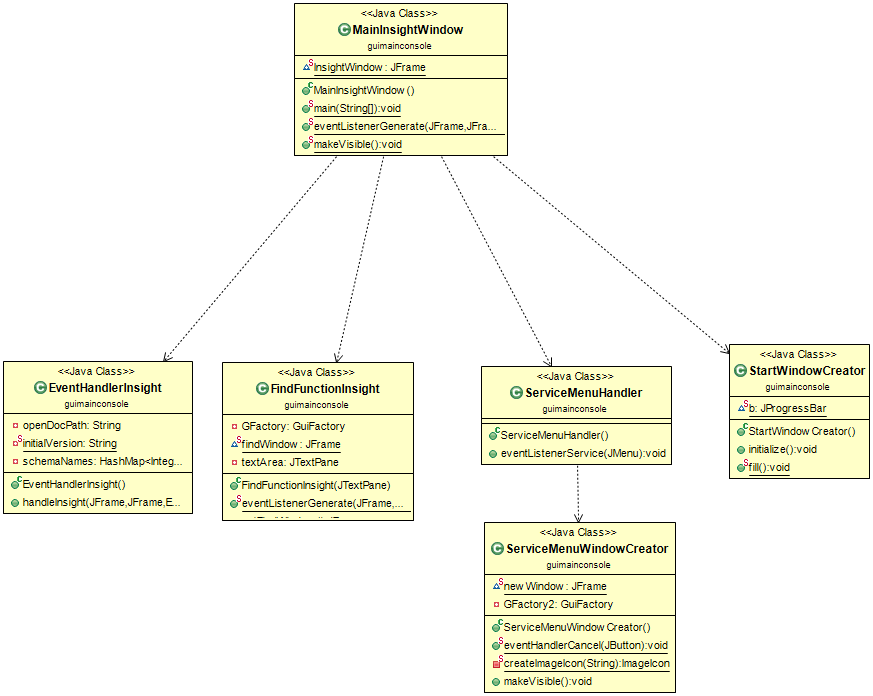 <<Java Class>>
MainInsightWindow
guimainconsole
InsightWindow : JFrame
MainInsightWindow ()
main(String[]):void
eventListenerGenerate(JFrame,JFra...
makeVisible():void
<<Java Class>>
EventHandlerInsight
guimainconsole
openDocPath: String
initialVersion: String
schemaNames: HashMap<Integ...
EventHandlerInsight()
handleInsight(JFrame,JFrame,E...
<<Java Class>>
FindFunctionInsight
guimainconsole
GFactory: GuiFactory
findWindow : JFrame
textArea: JTextPane
FindFunctionInsight(JTextPane)
eventListenerGenerate(JFrame,...
<<Java Class>>
ServiceMenuHandler
guimainconsole
ServiceMenuHandler()
eventListenerService(JMenu):void
<<Java Class>>
StartWindowCreator
guimainconsole
b: JProgressBar
StartWindow Creator()
initialize():void
fill():void
<<Java Class>>
ServiceMenuWindowCreator
guimainconsole
new Window : JFrame
GFactory2: GuiFactory
ServiceMenuWindow Creator()
eventHandlerCancel(JButton):void
createImageIcon(String):ImageIcon
makeVisible():void